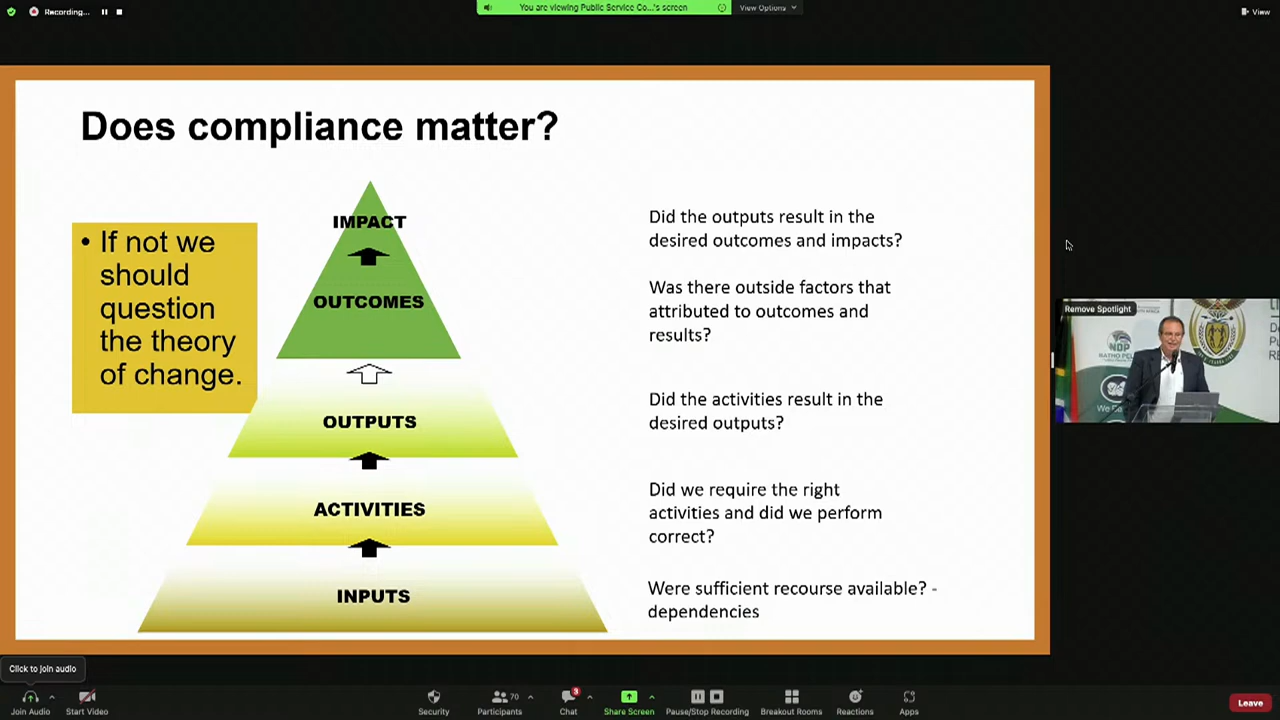 Recording...
You are viewing Public Service Co...'s screen
View Options
View
Does compliance matter?
• If not we
should
question
the theory
of change.
IMPACT
OUTCOMES
OUTPUTS
ACTIVITIES
INPUTS
Did the outputs result in the
desired outcomes and impacts?
Was there outside factors that
attributed to outcomes and
results?
Did the activities result in the
desired outputs?
Did we require the right
activities and did we perform
correct?
Were sufficient recourse available? -
dependencies
Remove Spotlight
NDP
Click to join audio
Join Audio
Start Video
Security
70
Participants
3
Chat
Share Screen
Pause/Stop Recording
Breakout Rooms
Reactions
Apps
Leave